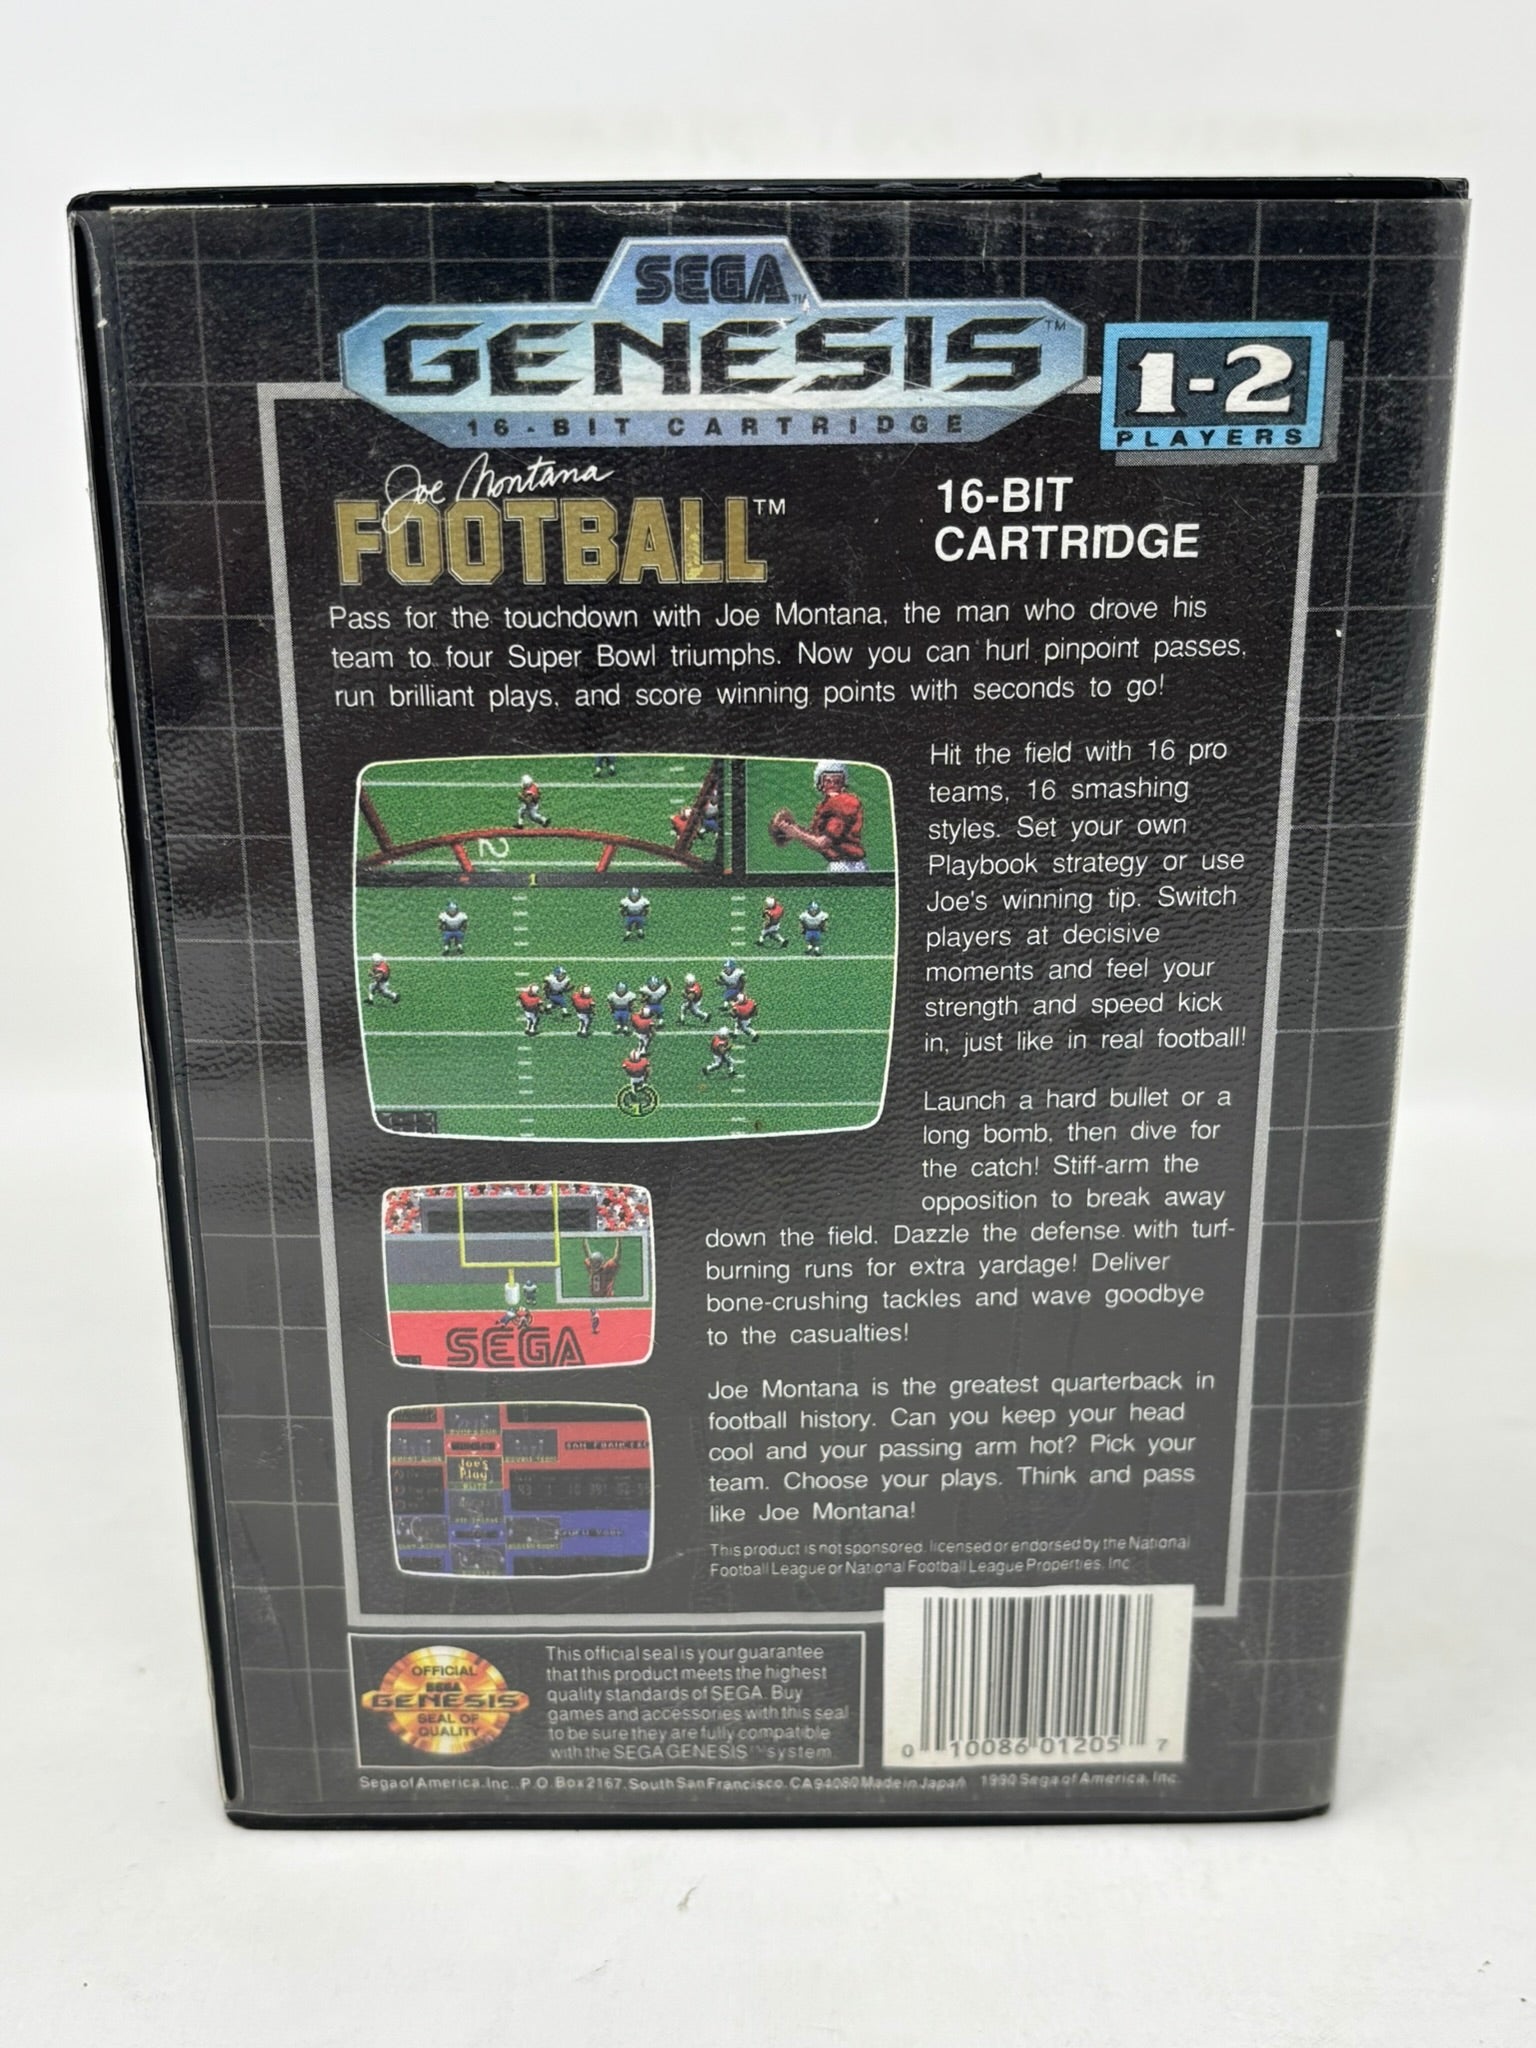 SEGA™
GENESIS™
16-BIT CARTRIDGE
1-2
PLAYERS
Joe Montana
FOOTBALL™
16-BIT
CARTRIDGE
Pass for the touchdown with Joe Montana, the man who drove his
team to four Super Bowl triumphs. Now you can hurl pinpoint passes,
run brilliant plays, and score winning points with seconds to go!
Hit the field with 16 pro
teams, 16 smashing
styles. Set your own
Playbook strategy or use
Joe's winning tip. Switch
players at decisive
moments and feel your
strength and speed kick
in, just like in real football!
2
1
1
Launch a hard bullet or a
long bomb, then dive for
the catch! Stiff-arm the
opposition to break away
down the field. Dazzle the defense with turf-
burning runs for extra yardage! Deliver
bone-crushing tackles and wave goodbye
to the casualties!
SEGA
Joe Montana is the greatest quarterback in
football history. Can you keep your head
cool and your passing arm hot? Pick your
team. Choose your plays. Think and pass
like Joe Montana!
Joe's
Play
This product is not sponsored, licensed or endorsed by the National
Football League or National Football League Properties, Inc.
OFFICIAL
SEGA
GENESIS
SEAL OF
QUALITY
This official seal is your guarantee
that this product meets the highest
quality standards of SEGA. Buy
games and accessories with this seal
to be sure they are fully compatible
with the SEGA GENESIS™ system.
0 10086 01205 7
Sega of America, Inc., P.O. Box 2167, South San Francisco, CA 94080 Made in Japan 1990 Sega of America, Inc.